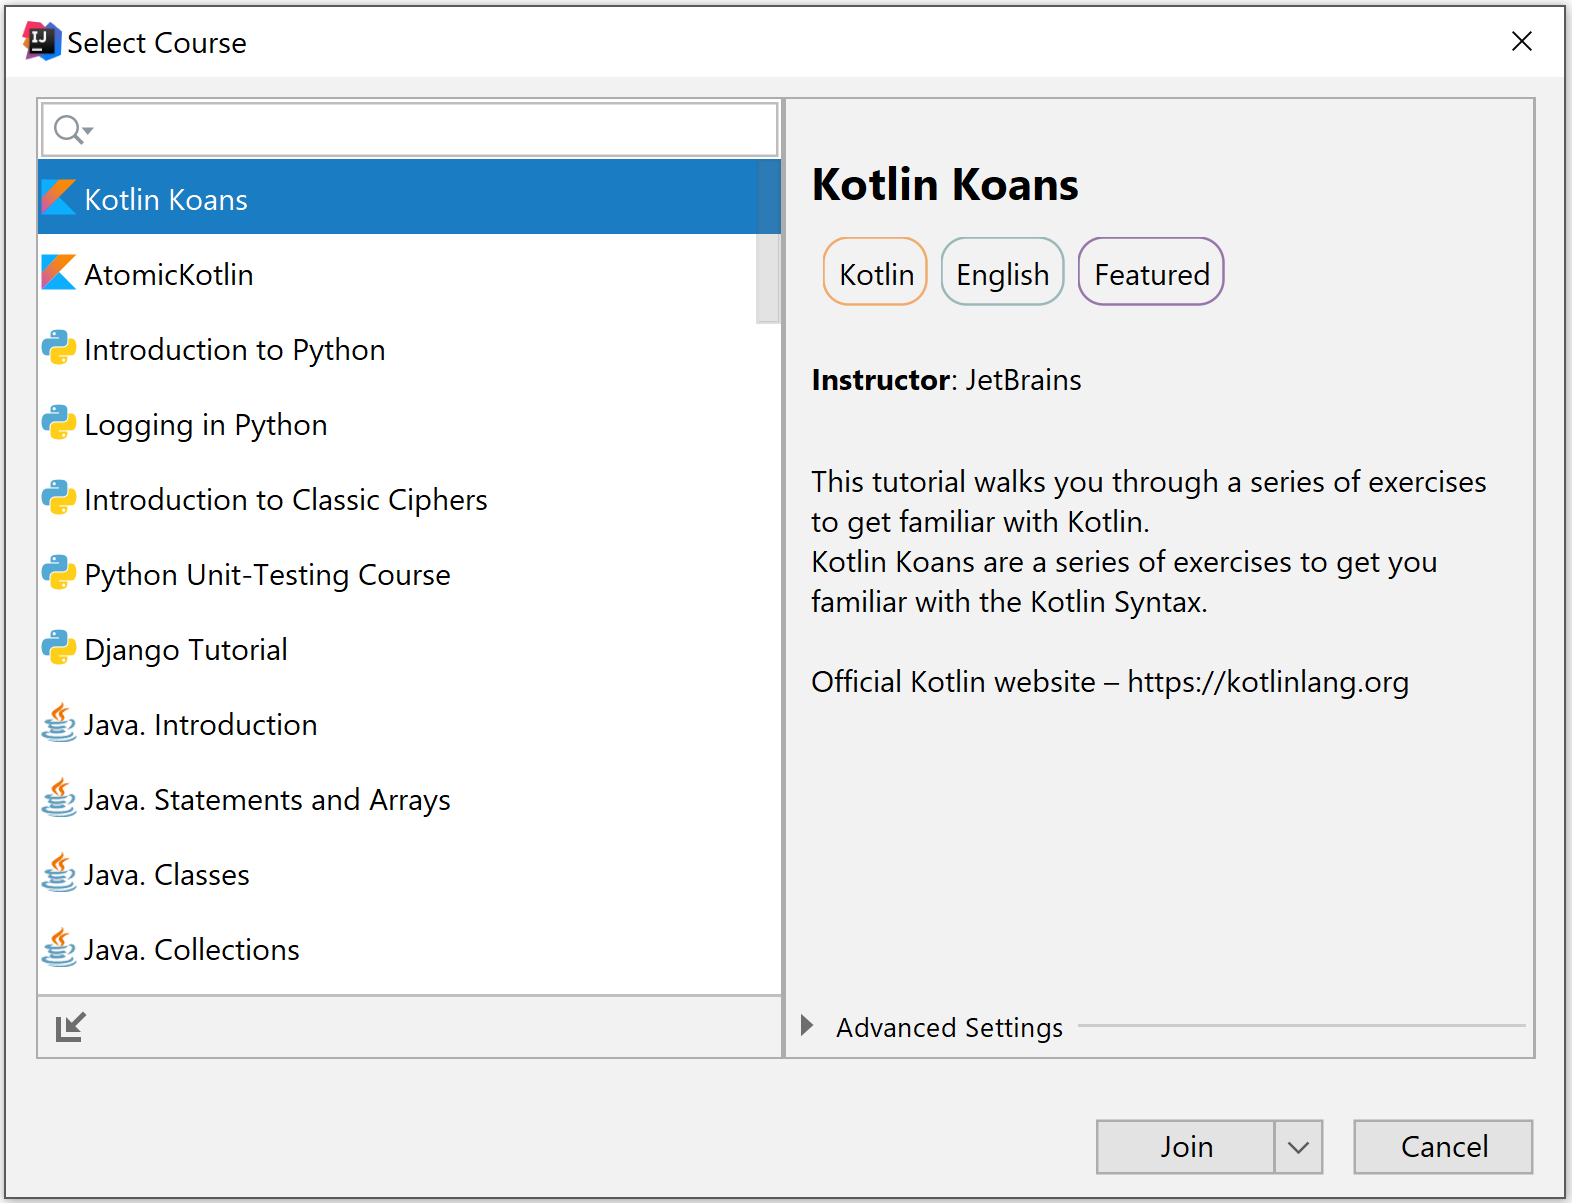 IJ
Select Course
Kotlin Koans
AtomicKotlin
Introduction to Python
Logging in Python
Introduction to Classic Ciphers
Python Unit-Testing Course
Django Tutorial
Java. Introduction
Java. Statements and Arrays
Java. Classes
Java. Collections
Kotlin Koans
Kotlin English Featured
Instructor: JetBrains
This tutorial walks you through a series of exercises
to get familiar with Kotlin.
Kotlin Koans are a series of exercises to get you
familiar with the Kotlin Syntax.
Official Kotlin website – https://kotlinlang.org
Advanced Settings
Join Cancel